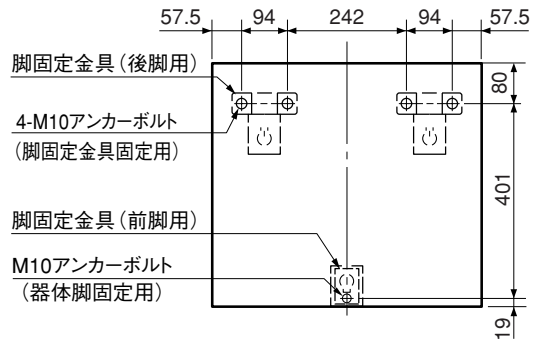 57.5 94 242 94 57.5
脚固定金具(後脚用)
80
4-M10アンカーボルト
(脚固定金具固定用)
401
脚固定金具(前脚用)
M10アンカーボルト
(器体脚固定用)
19